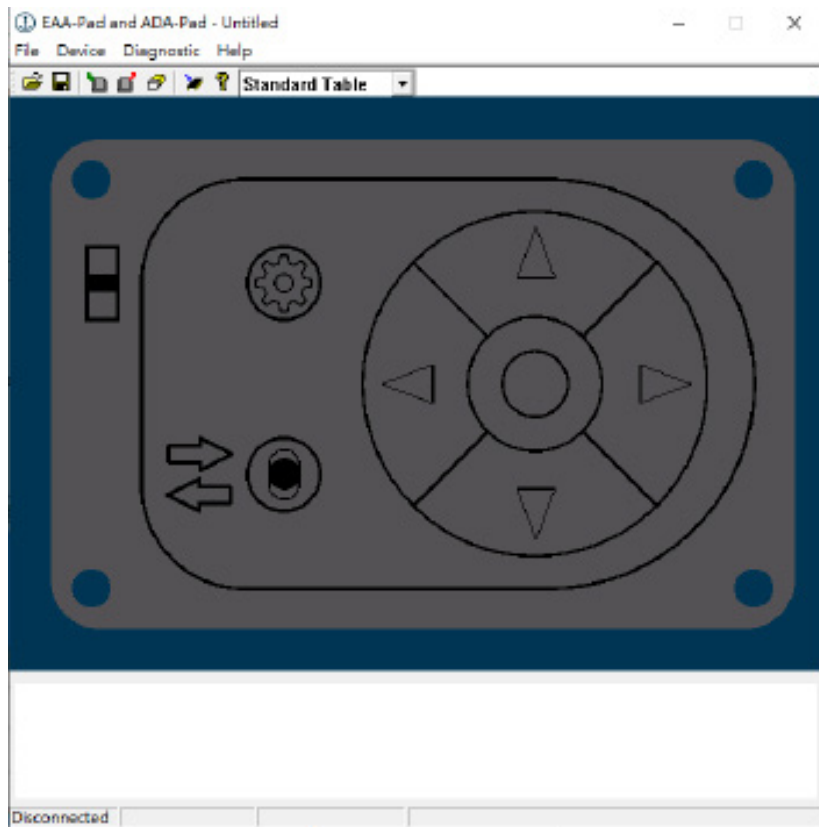 EAA-Pad and ADA-Pad - Untitled
File Device Diagnostic Help
Standard Table
Disconnected